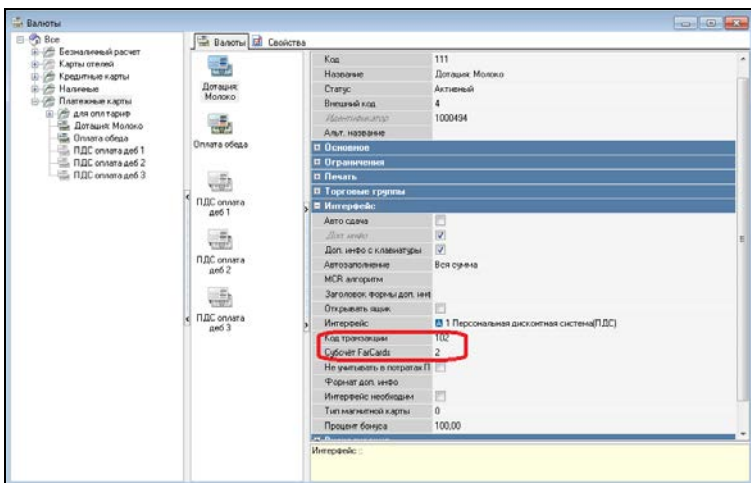 Валюты
Все
Безналичный расчет
Карты отелей
Кредитные карты
Наличные
Платежные карты
для опл тариф
Дотация: Молоко
Оплата обеда
ПДС оплата деб 1
ПДС оплата деб 2
ПДС оплата деб 3
Валюты Свойства
Дотация:
Молоко
Оплата обеда
ПДС оплата
деб 1
ПДС оплата
деб 2
ПДС оплата
деб 3
Код 111
Название Дотация: Молоко
Статус Активный
Внешний код 4
Идентификатор 1000494
Альт. название
Основное
Ограничения
Печать
Торговые группы
Интерфейс
Авто сдача
Доп. инфо
Доп. инфо с клавиатуры
Автозаполнение Вся сумма
MCR алгоритм
Заголовок формы доп. инф
Открывать ящик
Интерфейс 1 Персональная дисконтная система(ПДС)
Код транзакции 102
Субсчёт FarCards 2
Не учитывать в потратах П
Формат доп. инфо
Интерфейс необходим
Тип магнитной карты 0
Процент бонуса 100,00
Интерфейс ::